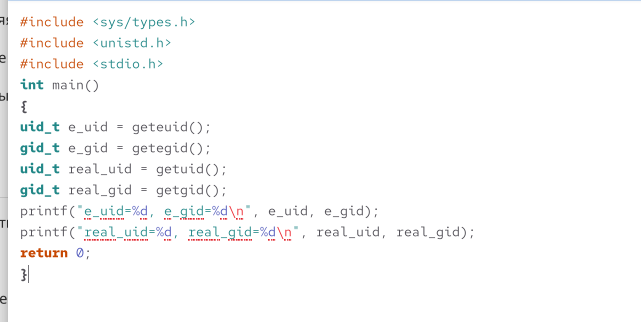 #include <sys/types.h>
#include <unistd.h>
#include <stdio.h>
int main()
{
uid_t e_uid = geteuid();
gid_t e_gid = getegid();
uid_t real_uid = getuid();
gid_t real_gid = getgid();
printf("e_uid=%d, e_gid=%d\n", e_uid, e_gid);
printf("real_uid=%d, real_gid=%d\n", real_uid, real_gid);
return 0;
}